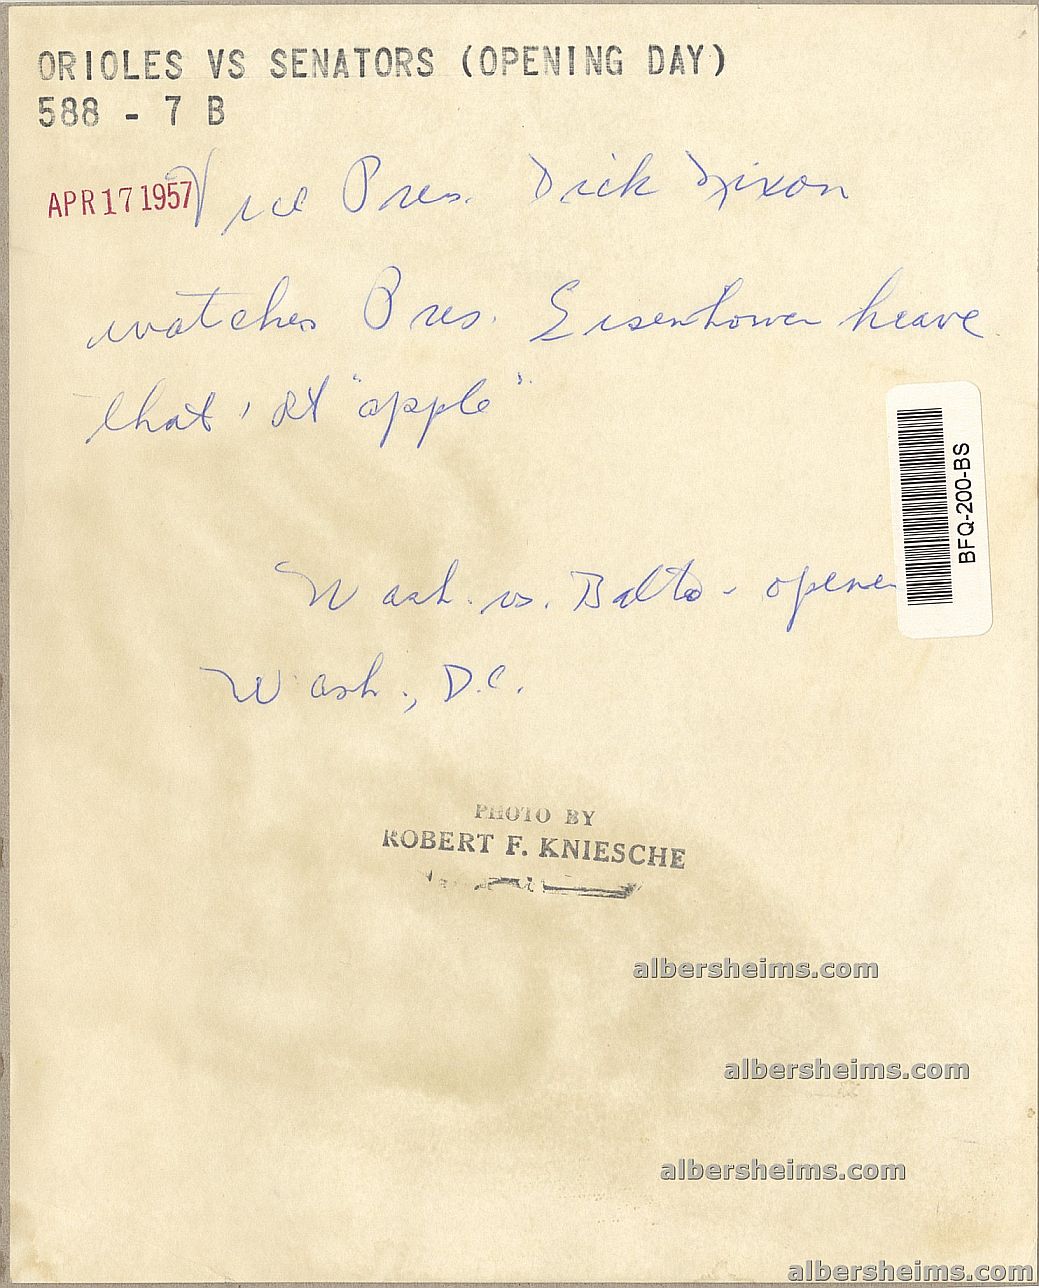 ORIOLES VS SENATORS (OPENING DAY)
588 - 7 B
APR 17 1957
Vice Pres. Dick Nixon
watches Pres. Eisenhower heave
that "apple"
BFQ-200-BS
Wash. vs. Balto - opener
Wash., D.C.
PHOTO BY
ROBERT F. KNIESCHE
albersheims.com
albersheims.com
albersheims.com
albersheims.com